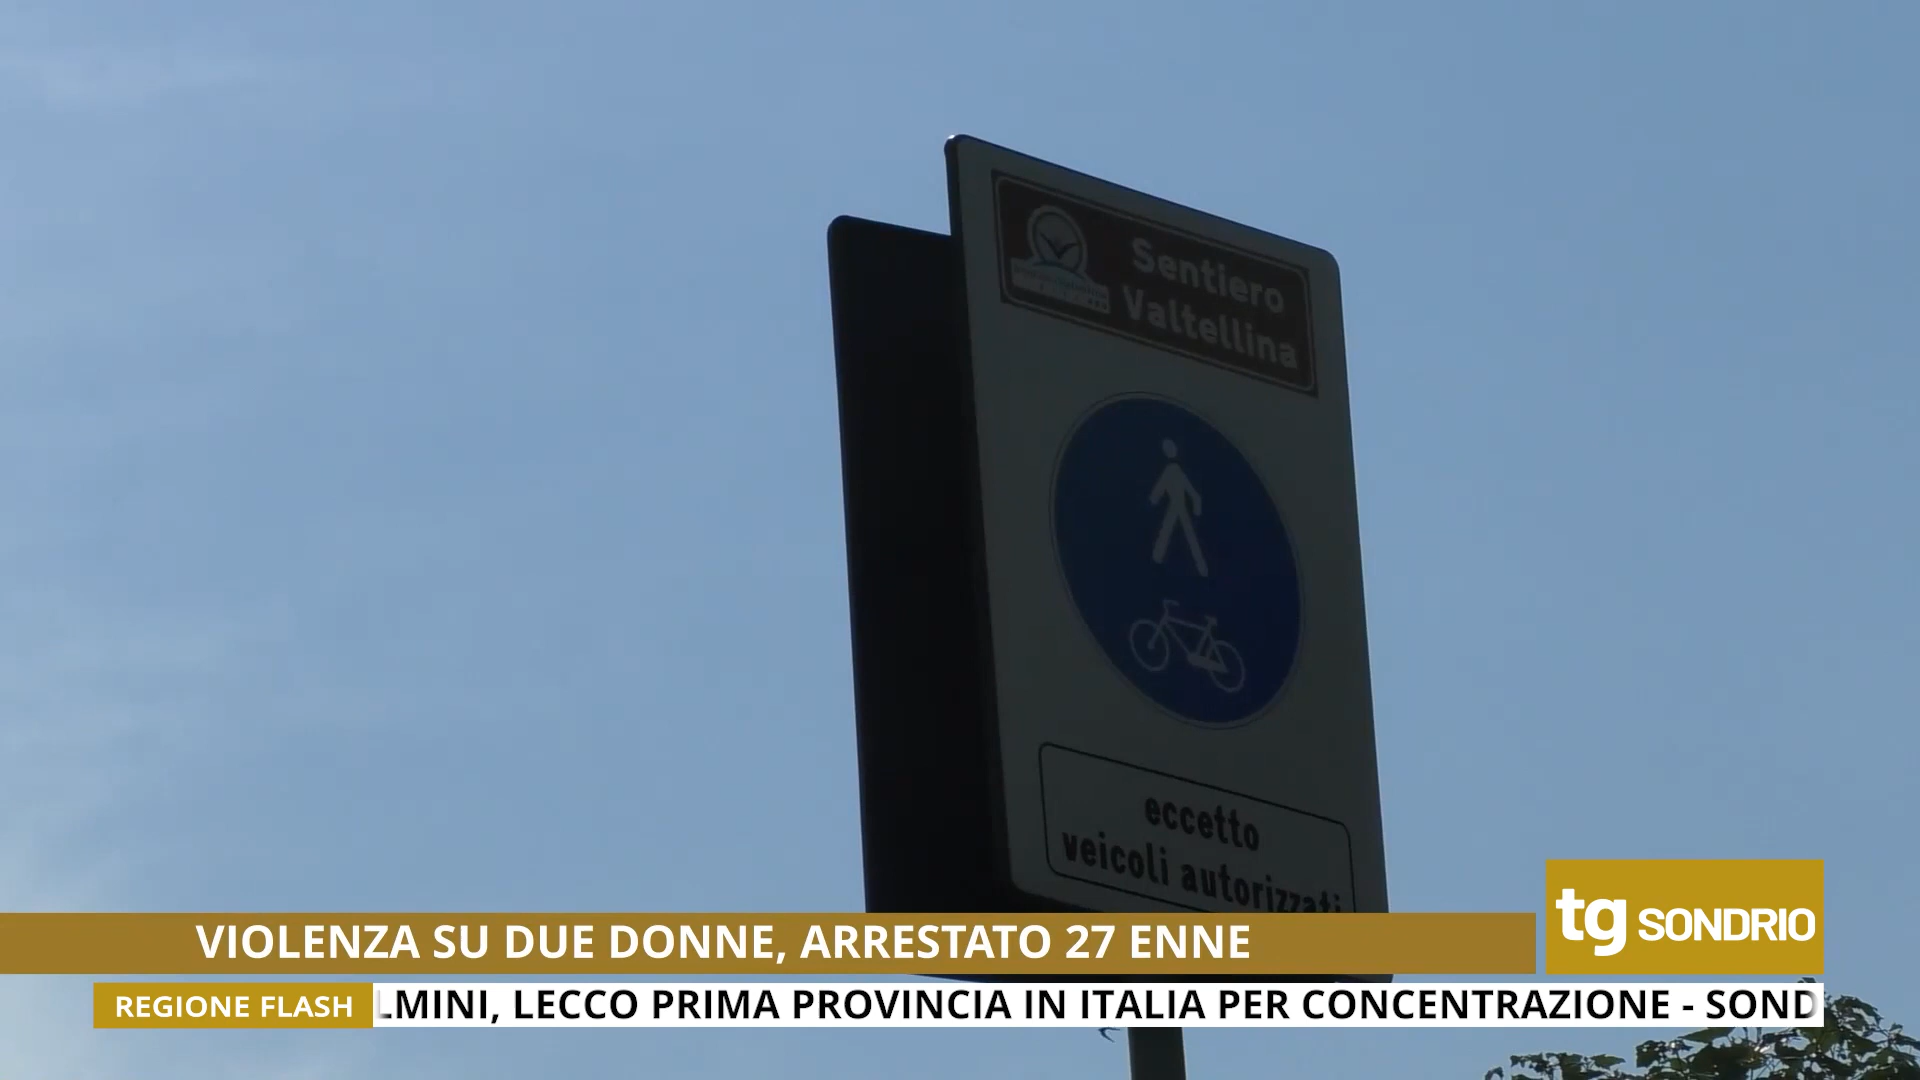 Sentiero
Valtellina
eccetto
veicoli autorizzati
VIOLENZA SU DUE DONNE, ARRESTATO 27 ENNE
tg SONDRIO
REGIONE FLASH
LMINI, LECCO PRIMA PROVINCIA IN ITALIA PER CONCENTRAZIONE - SOND